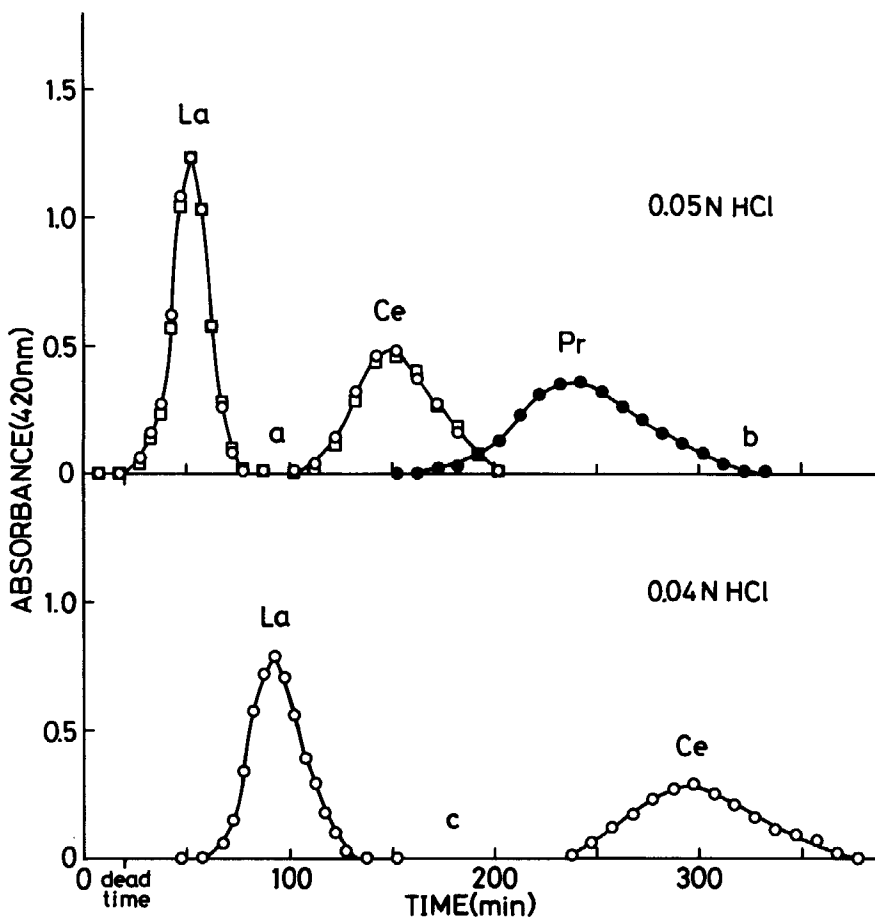 La
1.5
1.0
0.05N HCl
Ce
0.5
Pr
a
b
0
ABSORBANCE(420nm)
0.04N HCl
1.0
La
0.5
Ce
c
0
0 dead time 100 200 300
TIME(min)